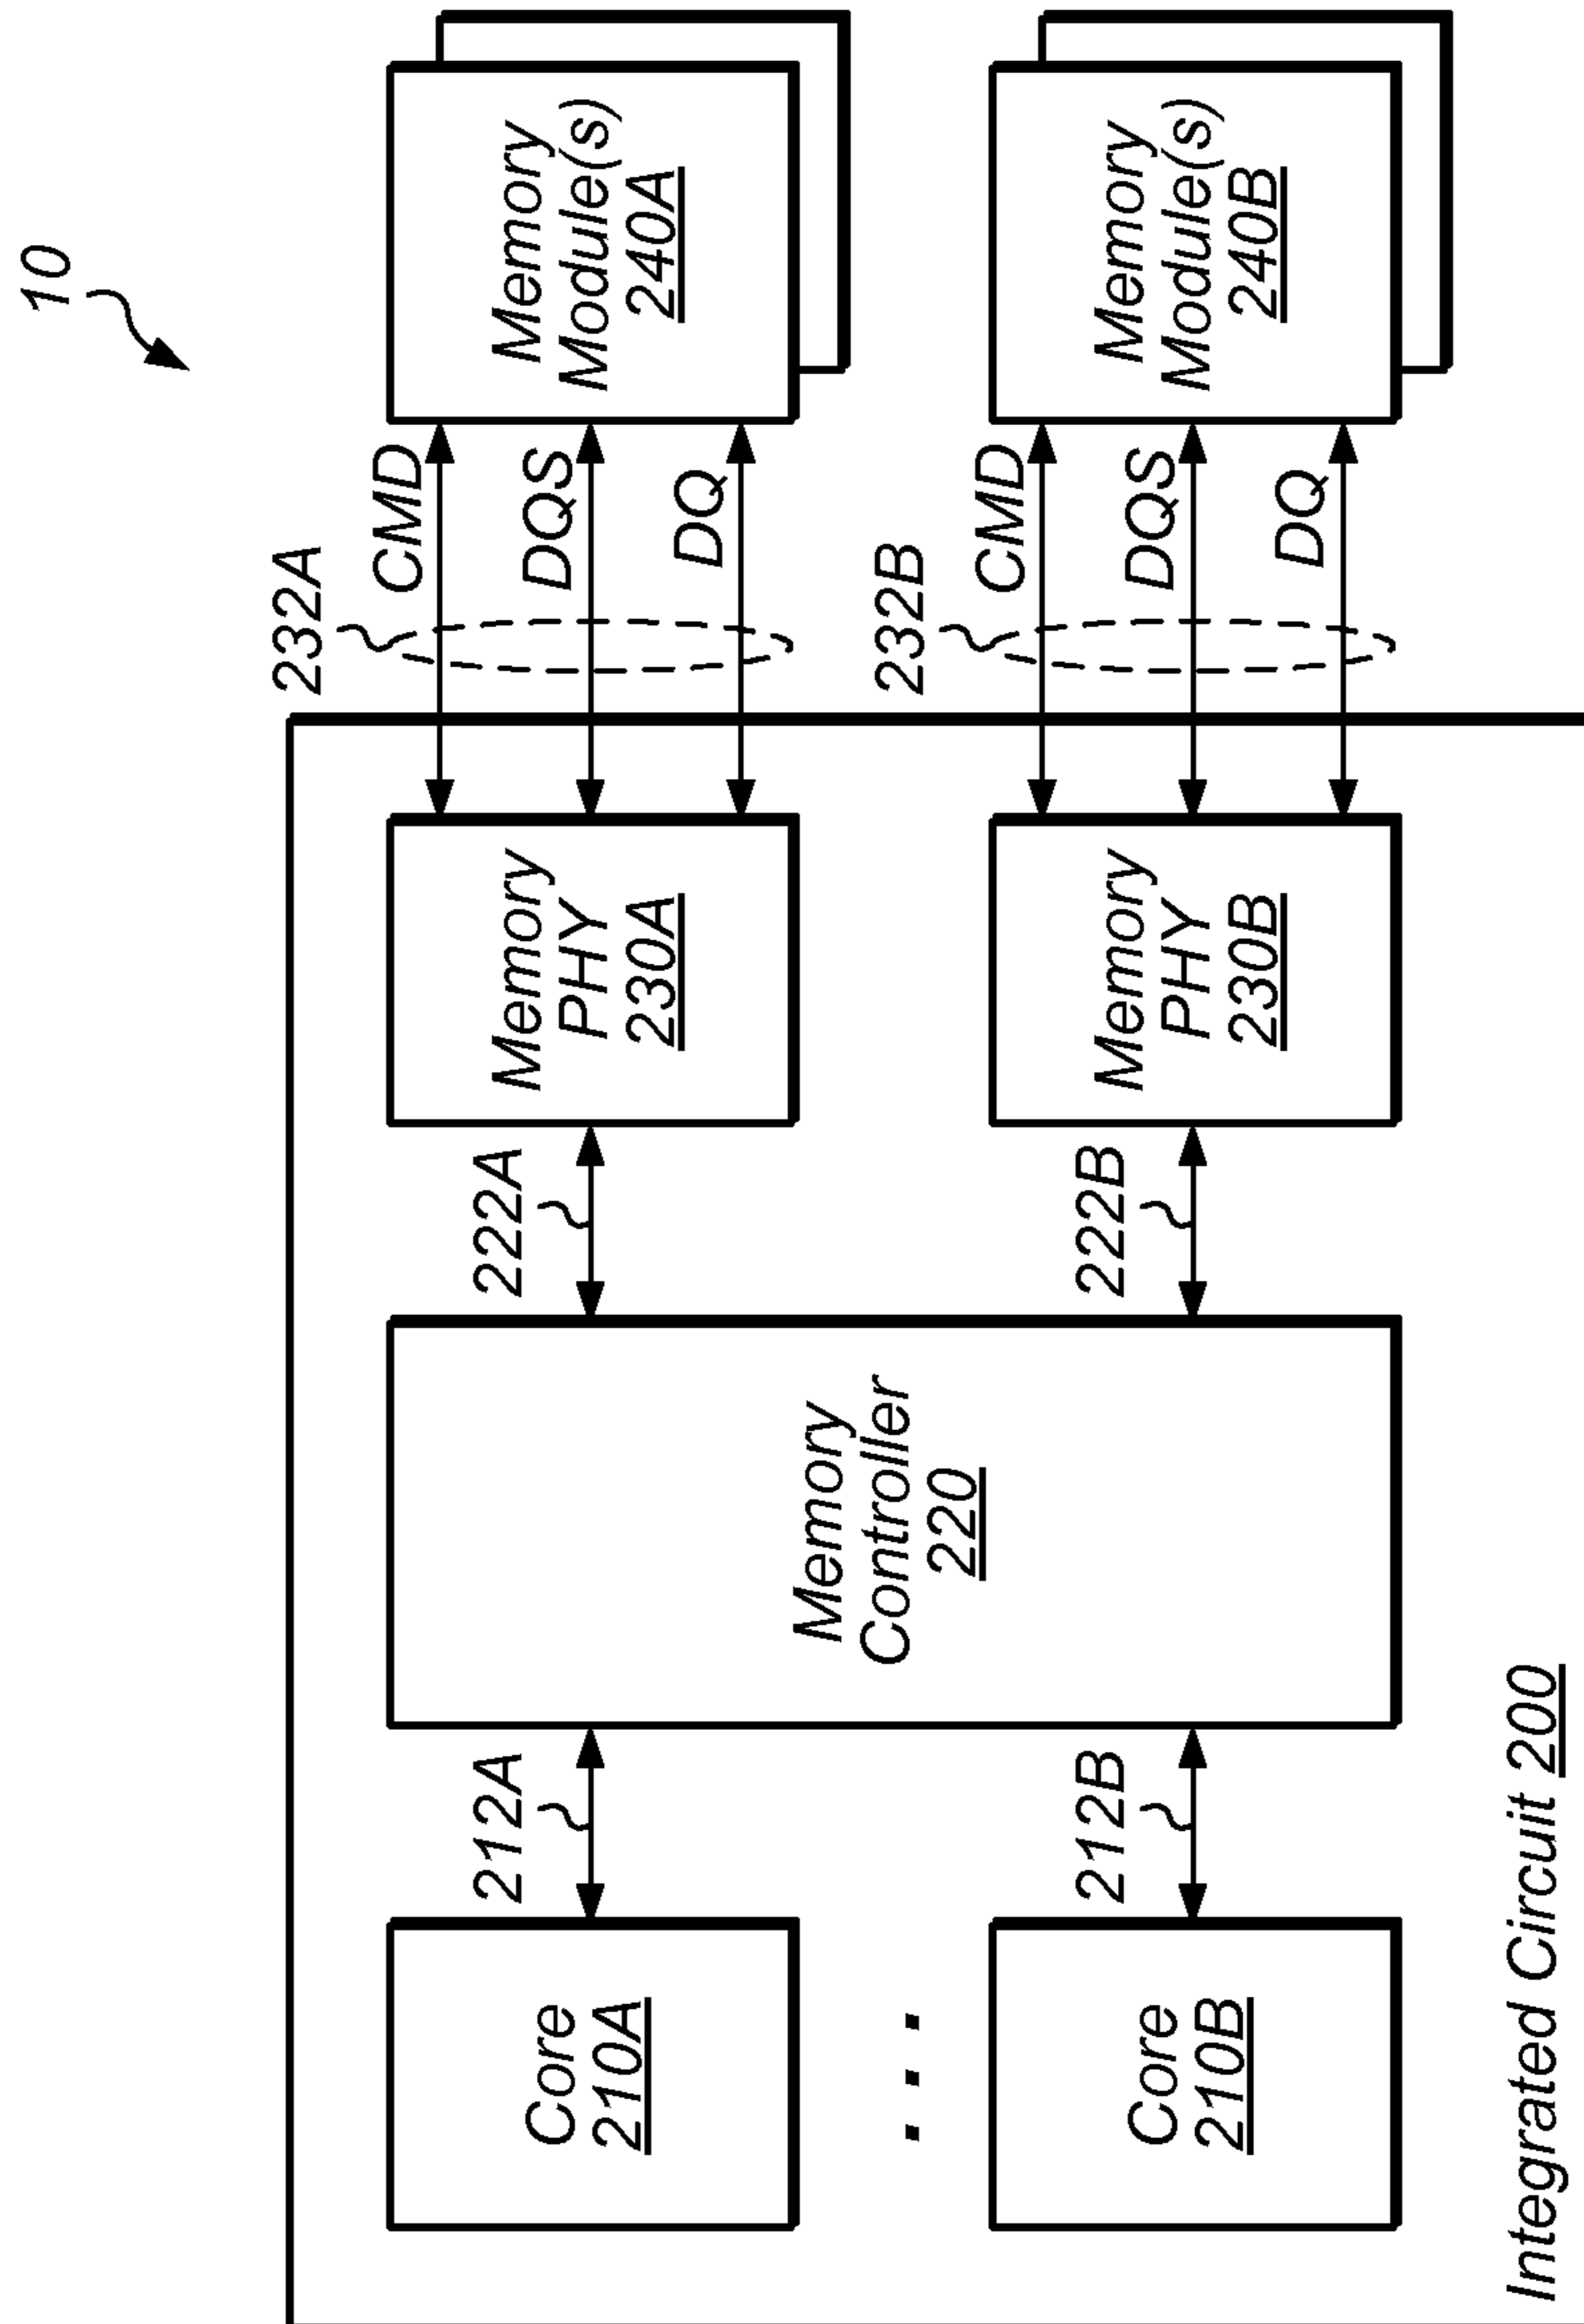 10
Core
210A
212A
Memory
Controller
220
222A
Memory
PHY
230A
232A
CMD
DQS
DQ
Memory
Module(s)
240A
...
Core
210B
212B
222B
Memory
PHY
230B
232B
CMD
DQS
DQ
Memory
Module(s)
240B
Integrated Circuit 200